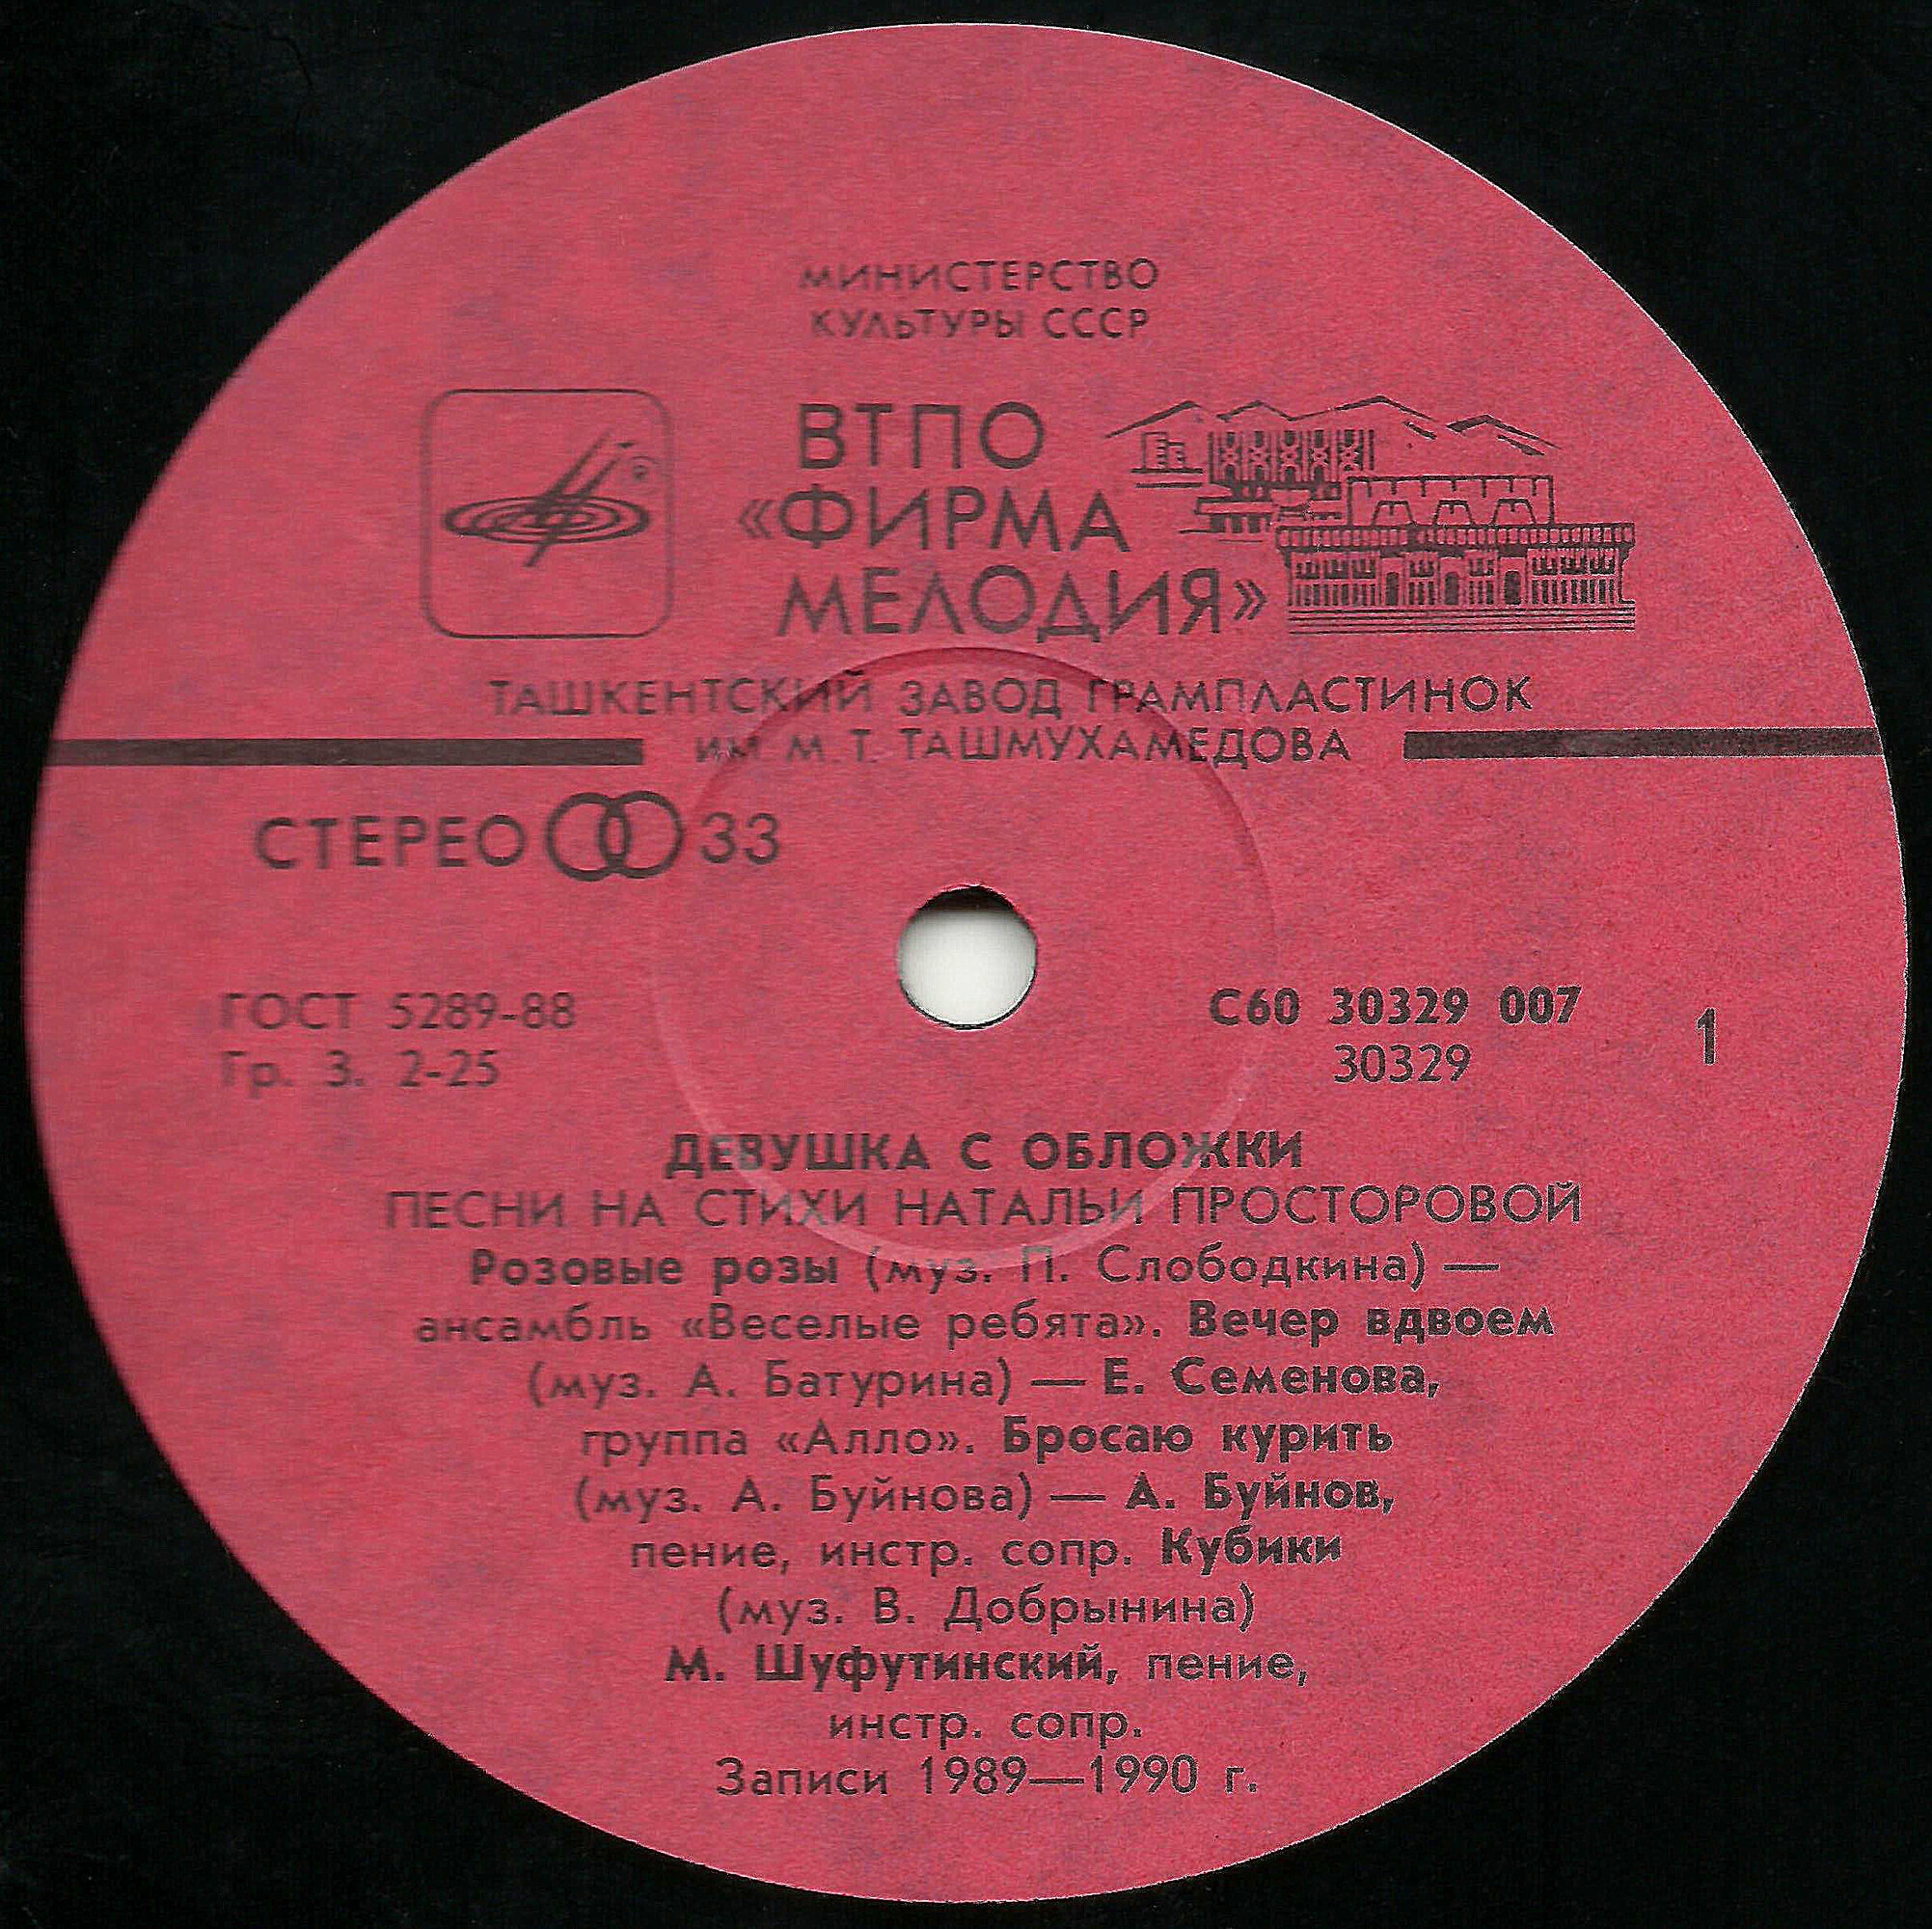 МИНИСТЕРСТВО
КУЛЬТУРЫ СССР
ВТПО
«ФИРМА
МЕЛОДИЯ»
ТАШКЕНТСКИЙ ЗАВОД ГРАМПЛАСТИНОК
ИМ М. Т. ТАШМУХАМЕДОВА
СТЕРЕО 33
ГОСТ 5289-88
Гр. 3. 2-25
С60 30329 007
30329
1
ДЕВУШКА С ОБЛОЖКИ
ПЕСНИ НА СТИХИ НАТАЛЬИ ПРОСТОРОВОЙ
Розовые розы (муз. П. Слободкина) —
ансамбль «Веселые ребята». Вечер вдвоем
(муз. А. Батурина) — Е. Семенова,
группа «Алло». Бросаю курить
(муз. А. Буйнова) — А. Буйнов,
пение, инстр. сопр. Кубики
(муз. В. Добрынина)
М. Шуфутинский, пение,
инстр. сопр.
Записи 1989—1990 г.